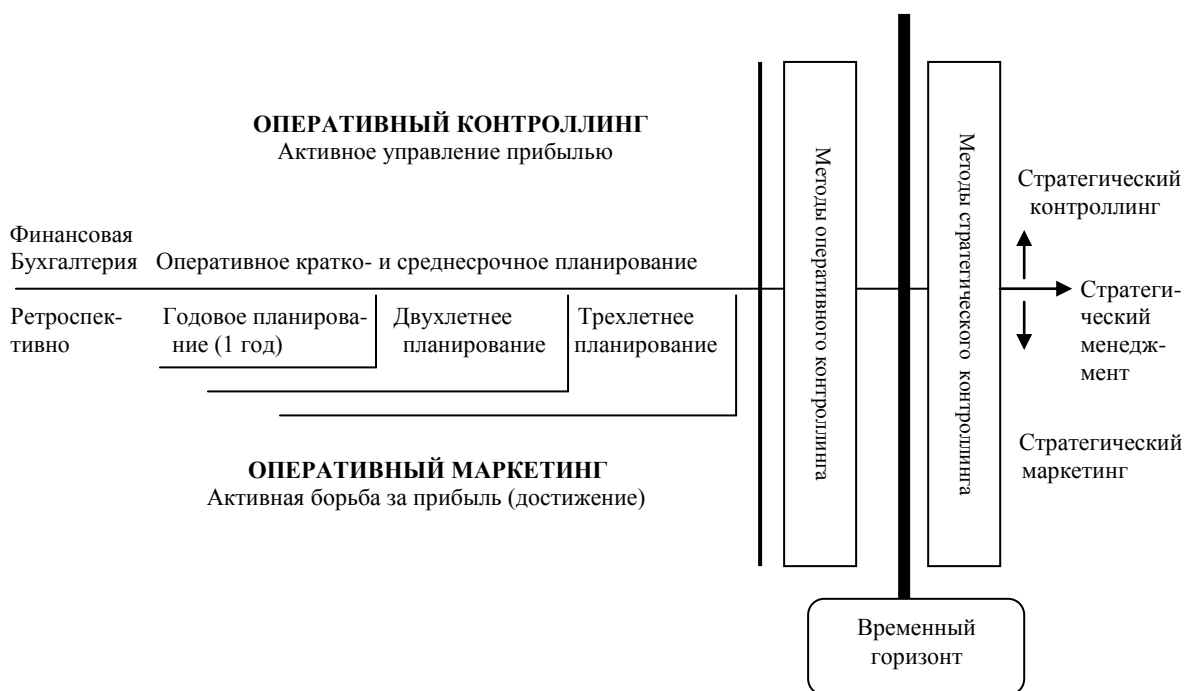 ОПЕРАТИВНЫЙ КОНТРОЛЛИНГ
Активное управление прибылью
Финансовая
Бухгалтерия
Оперативное кратко- и среднесрочное планирование
Ретроспек-
тивно
Годовое планирова-
ние (1 год)
Двухлетнее
планирование
Трехлетнее
планирование
ОПЕРАТИВНЫЙ МАРКЕТИНГ
Активная борьба за прибыль (достижение)
Методы оперативного контроллинга
Методы стратегического контроллинга
Стратегический
контроллинг
Стратеги-
ческий
менедж-
мент
Стратегический
маркетинг
Временный
горизонт